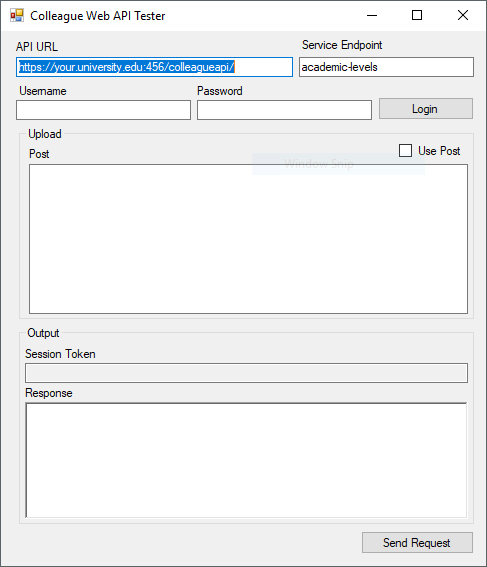 Colleague Web API Tester
API URL
Service Endpoint
https://your.university.edu:456/colleagueapi/
academic-levels
Username
Password
Login
Upload
Post
Use Post
Window Snip
Output
Session Token
Response
Send Request